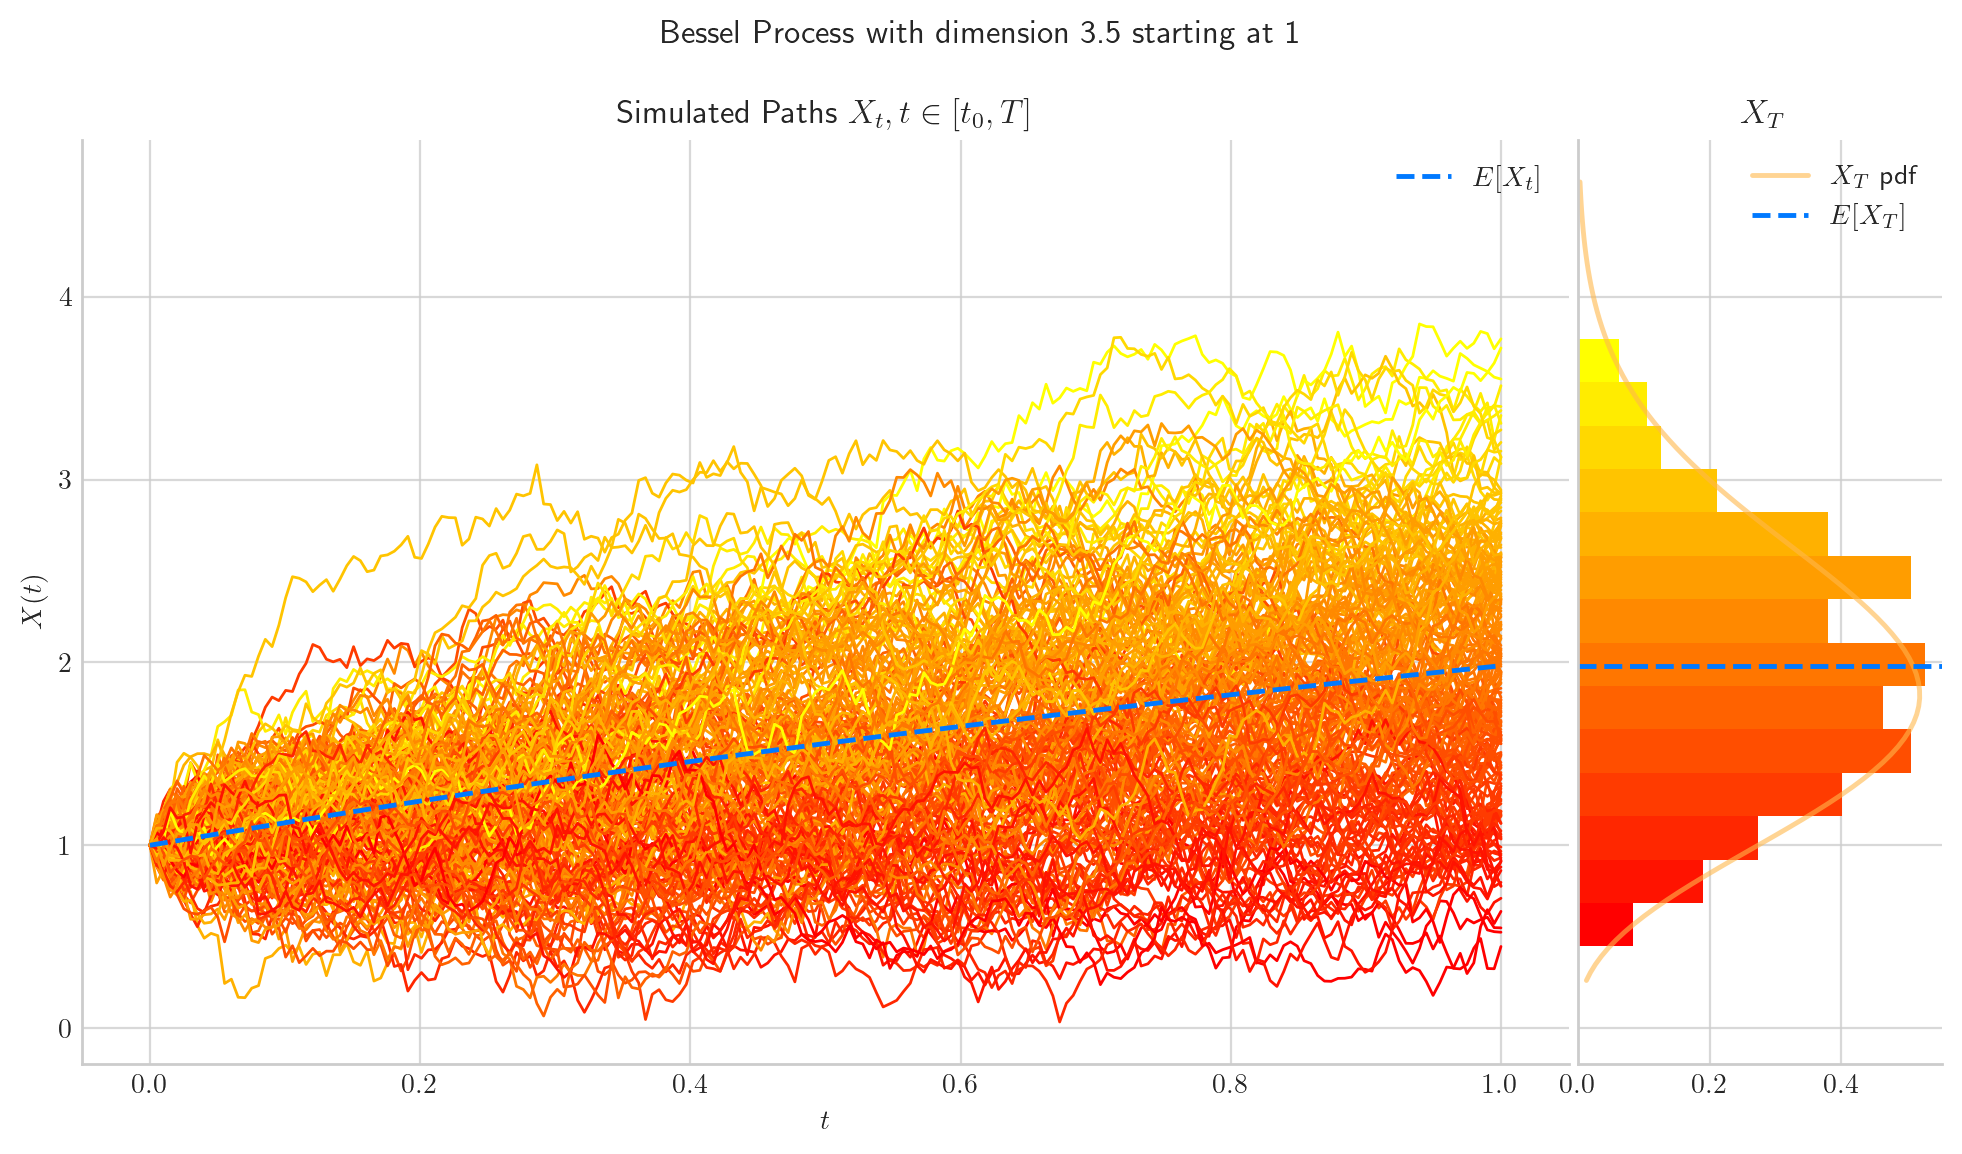 Bessel Process with dimension 3.5 starting at 1
Simulated Paths $X_t, t \in [t_0, T]$
$X_T$
$E[X_t]$
$X_T$ pdf
$E[X_T]$
$X(t)$
4
3
2
1
0
0.0 0.2 0.4 0.6 0.8 1.0
0.0 0.2 0.4
$t$